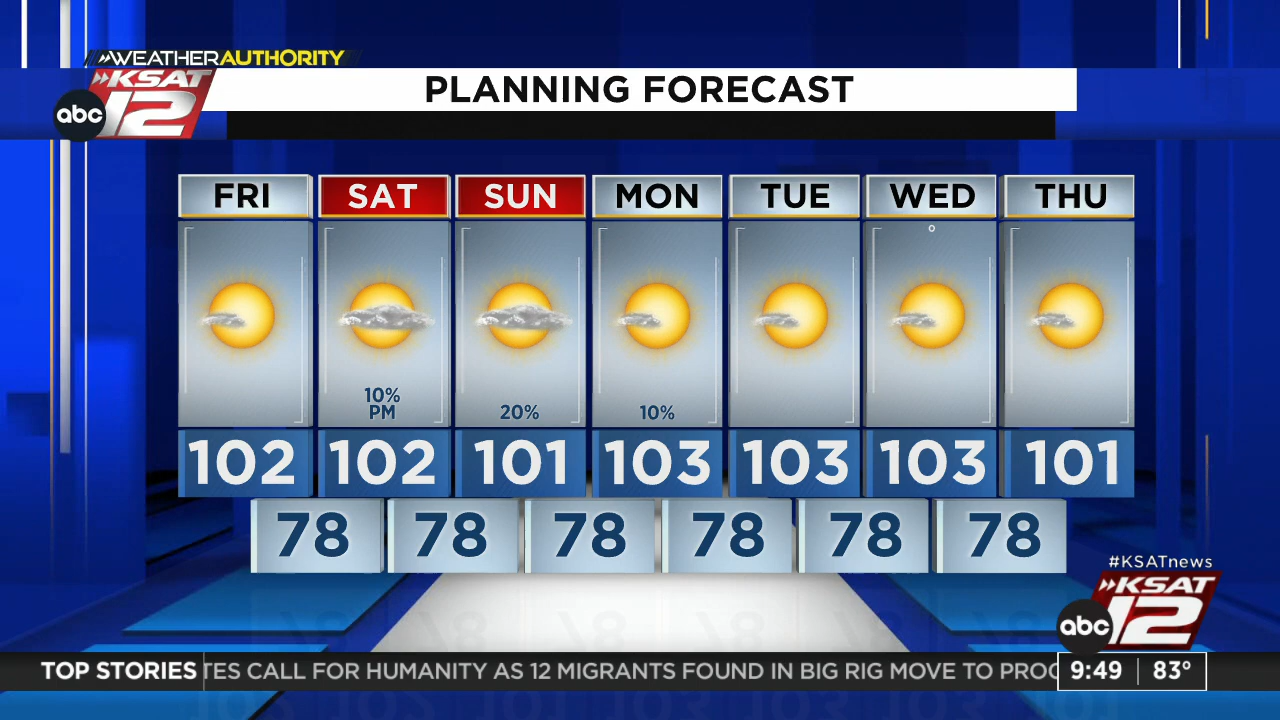 WEATHERAUTHORITY
KSAT
abc 12
PLANNING FORECAST
FRI SAT SUN MON TUE WED THU
10%
PM 20% 10%
102 102 101 103 103 103 101
78 78 78 78 78 78
#KSATnews
KSAT
abc 12
TOP STORIES TES CALL FOR HUMANITY AS 12 MIGRANTS FOUND IN BIG RIG MOVE TO PROC 9:49 83°